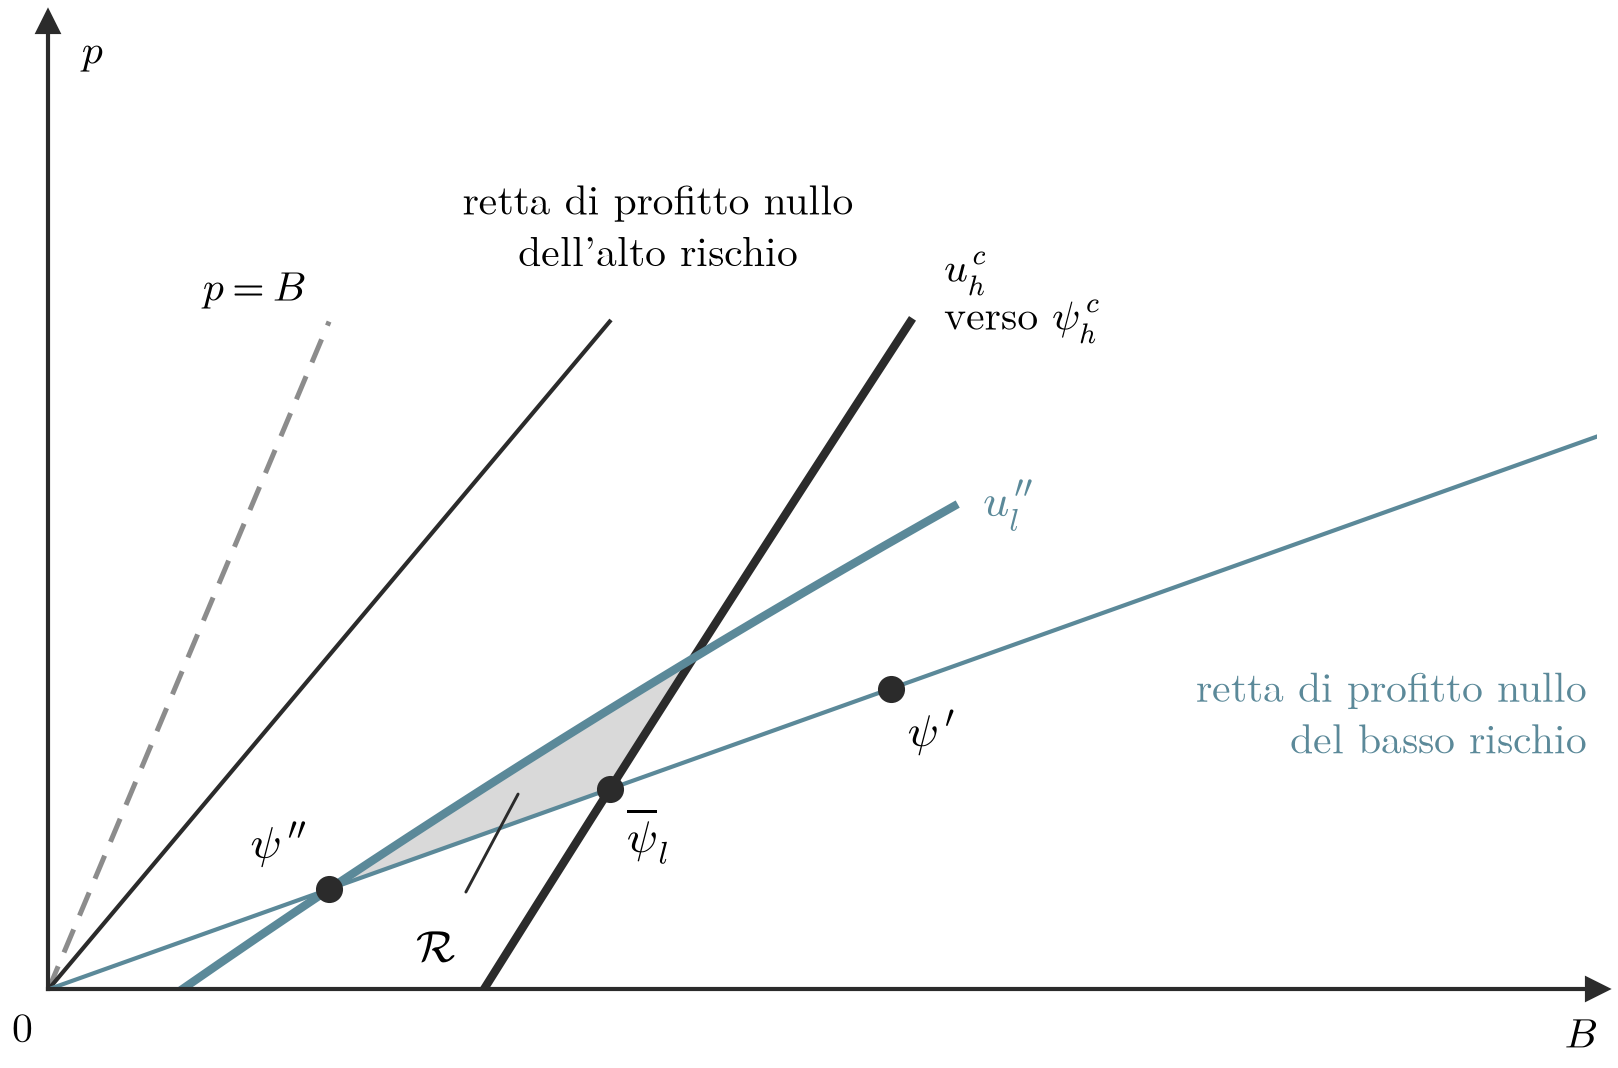 p
retta di profitto nullo
dell'alto rischio
p = B
u_h^c
verso ψ_h^c
u_l''
retta di profitto nullo
del basso rischio
ψ'
ψ̅_l
ψ''
ℛ
0
B